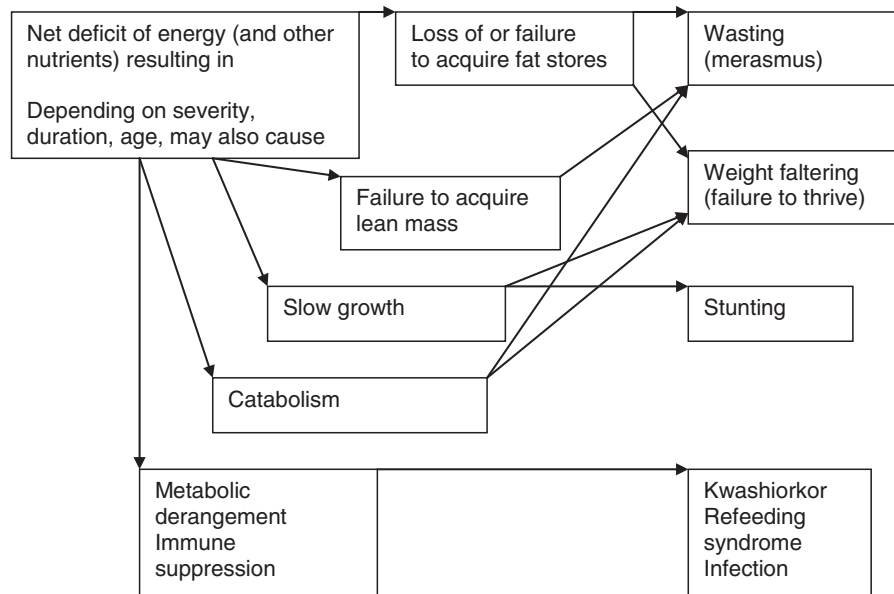 Net deficit of energy (and other
nutrients) resulting in
Depending on severity,
duration, age, may also cause
Loss of or failure
to acquire fat stores
Wasting
(merasmus)
Failure to acquire
lean mass
Weight faltering
(failure to thrive)
Slow growth
Stunting
Catabolism
Metabolic
derangement
Immune
suppression
Kwashiorkor
Refeeding
syndrome
Infection